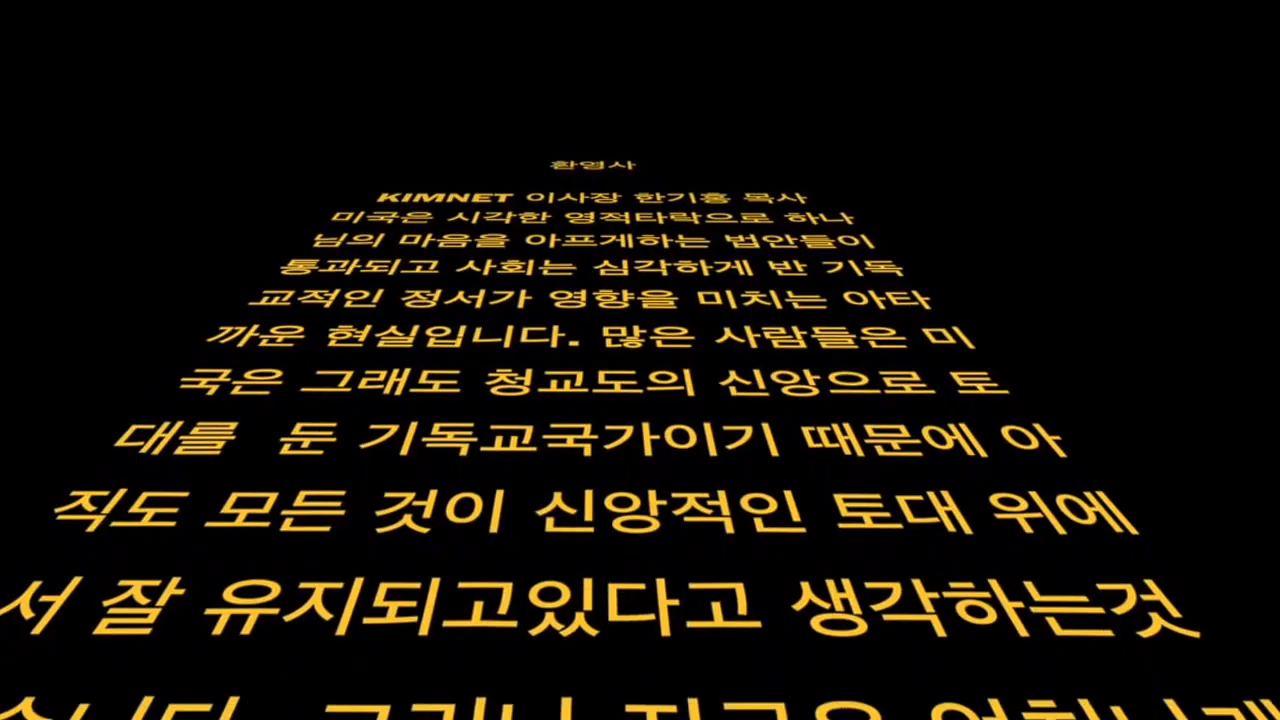 환영사
KIMNET 이사장 한기홍 목사
미국은 시각한 영적타락으로 하나
님의 마음을 아프게하는 법안들이
통과되고 사회는 심각하게 반 기독
교적인 정서가 영향을 미치는 아타
까운 현실입니다. 많은 사람들은 미
국은 그래도 청교도의 신앙으로 토
대를 둔 기독교국가이기 때문에 아
직도 모든 것이 신앙적인 토대 위에
서 잘 유지되고있다고 생각하는것